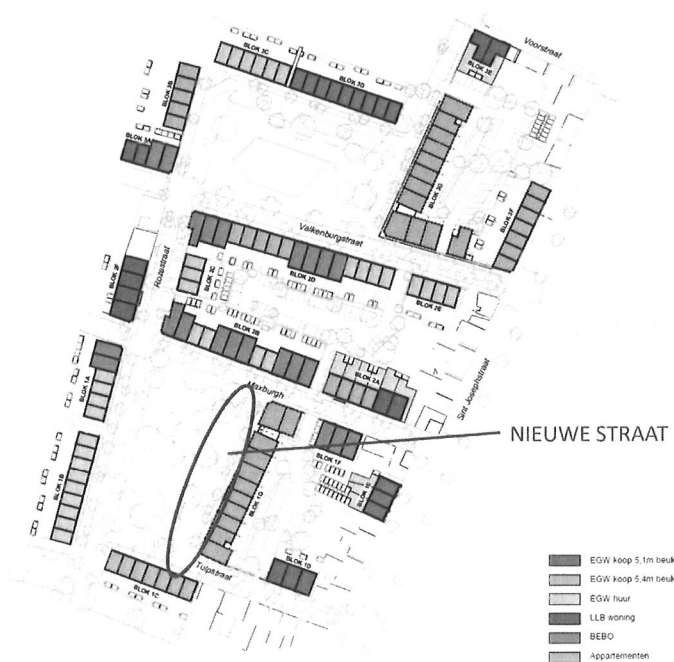 Voorstraat
BLOK 3C
BLOK 3E
BLOK 3B
BLOK 3D
BLOK 3A
BLOK 3G
BLOK 3F
Valkenburgstraat
Rozenstraat
BLOK 2F
BLOK 2D
BLOK 2E
BLOK 2B
Maxburgh
BLOK 2A
Sint Josephstraat
BLOK 1A
NIEUWE STRAAT
BLOK 1F
BLOK 1B
BLOK 1G
BLOK 1E
Tulpstraat
BLOK 1D
BLOK 1C
EGW koop 5,1m beuk
EGW koop 5,4m beuk
EGW huur
LLB woning
BEBO
Appartementen